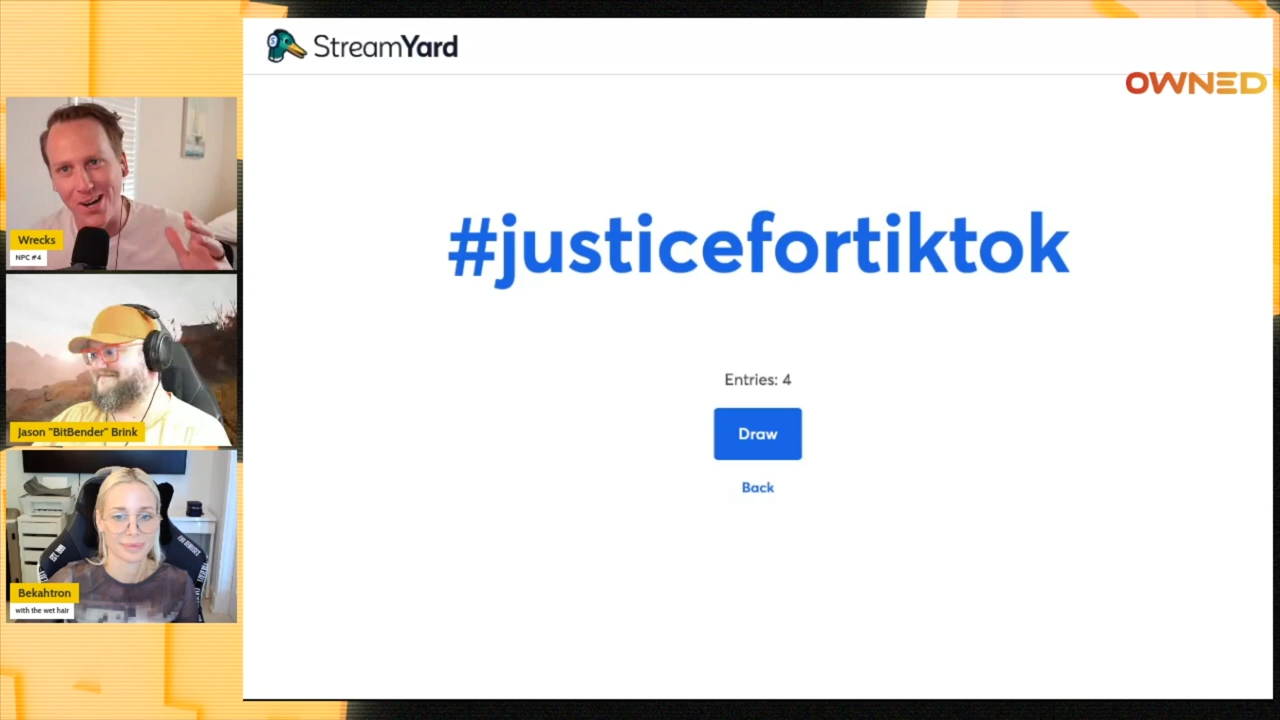 StreamYard
OWNED
#justicefortiktok
Entries: 4
Draw
Back
Wrecks
NPC #4
Jason "BitBender" Brink
Bekahtron
with the wet hair